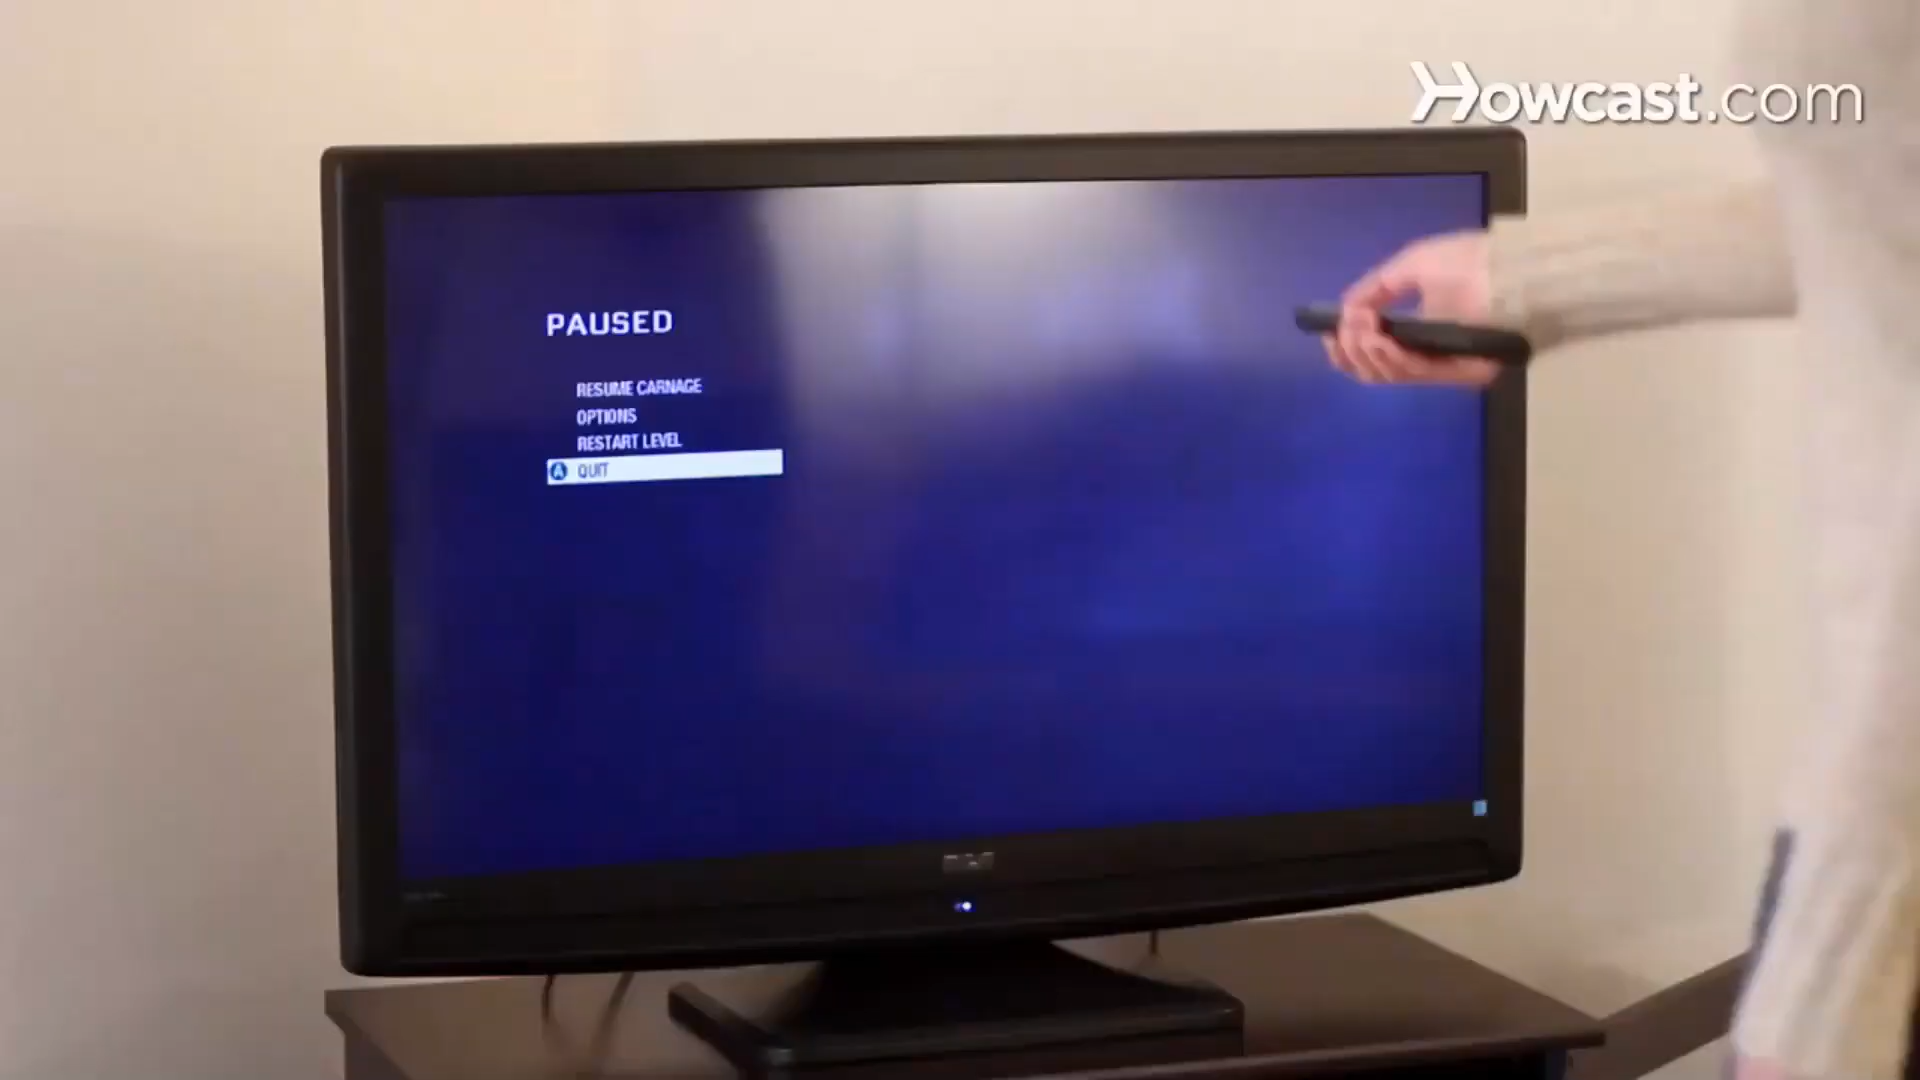 Howcast.com
PAUSED
RESUME CARNAGE
OPTIONS
RESTART LEVEL
A QUIT